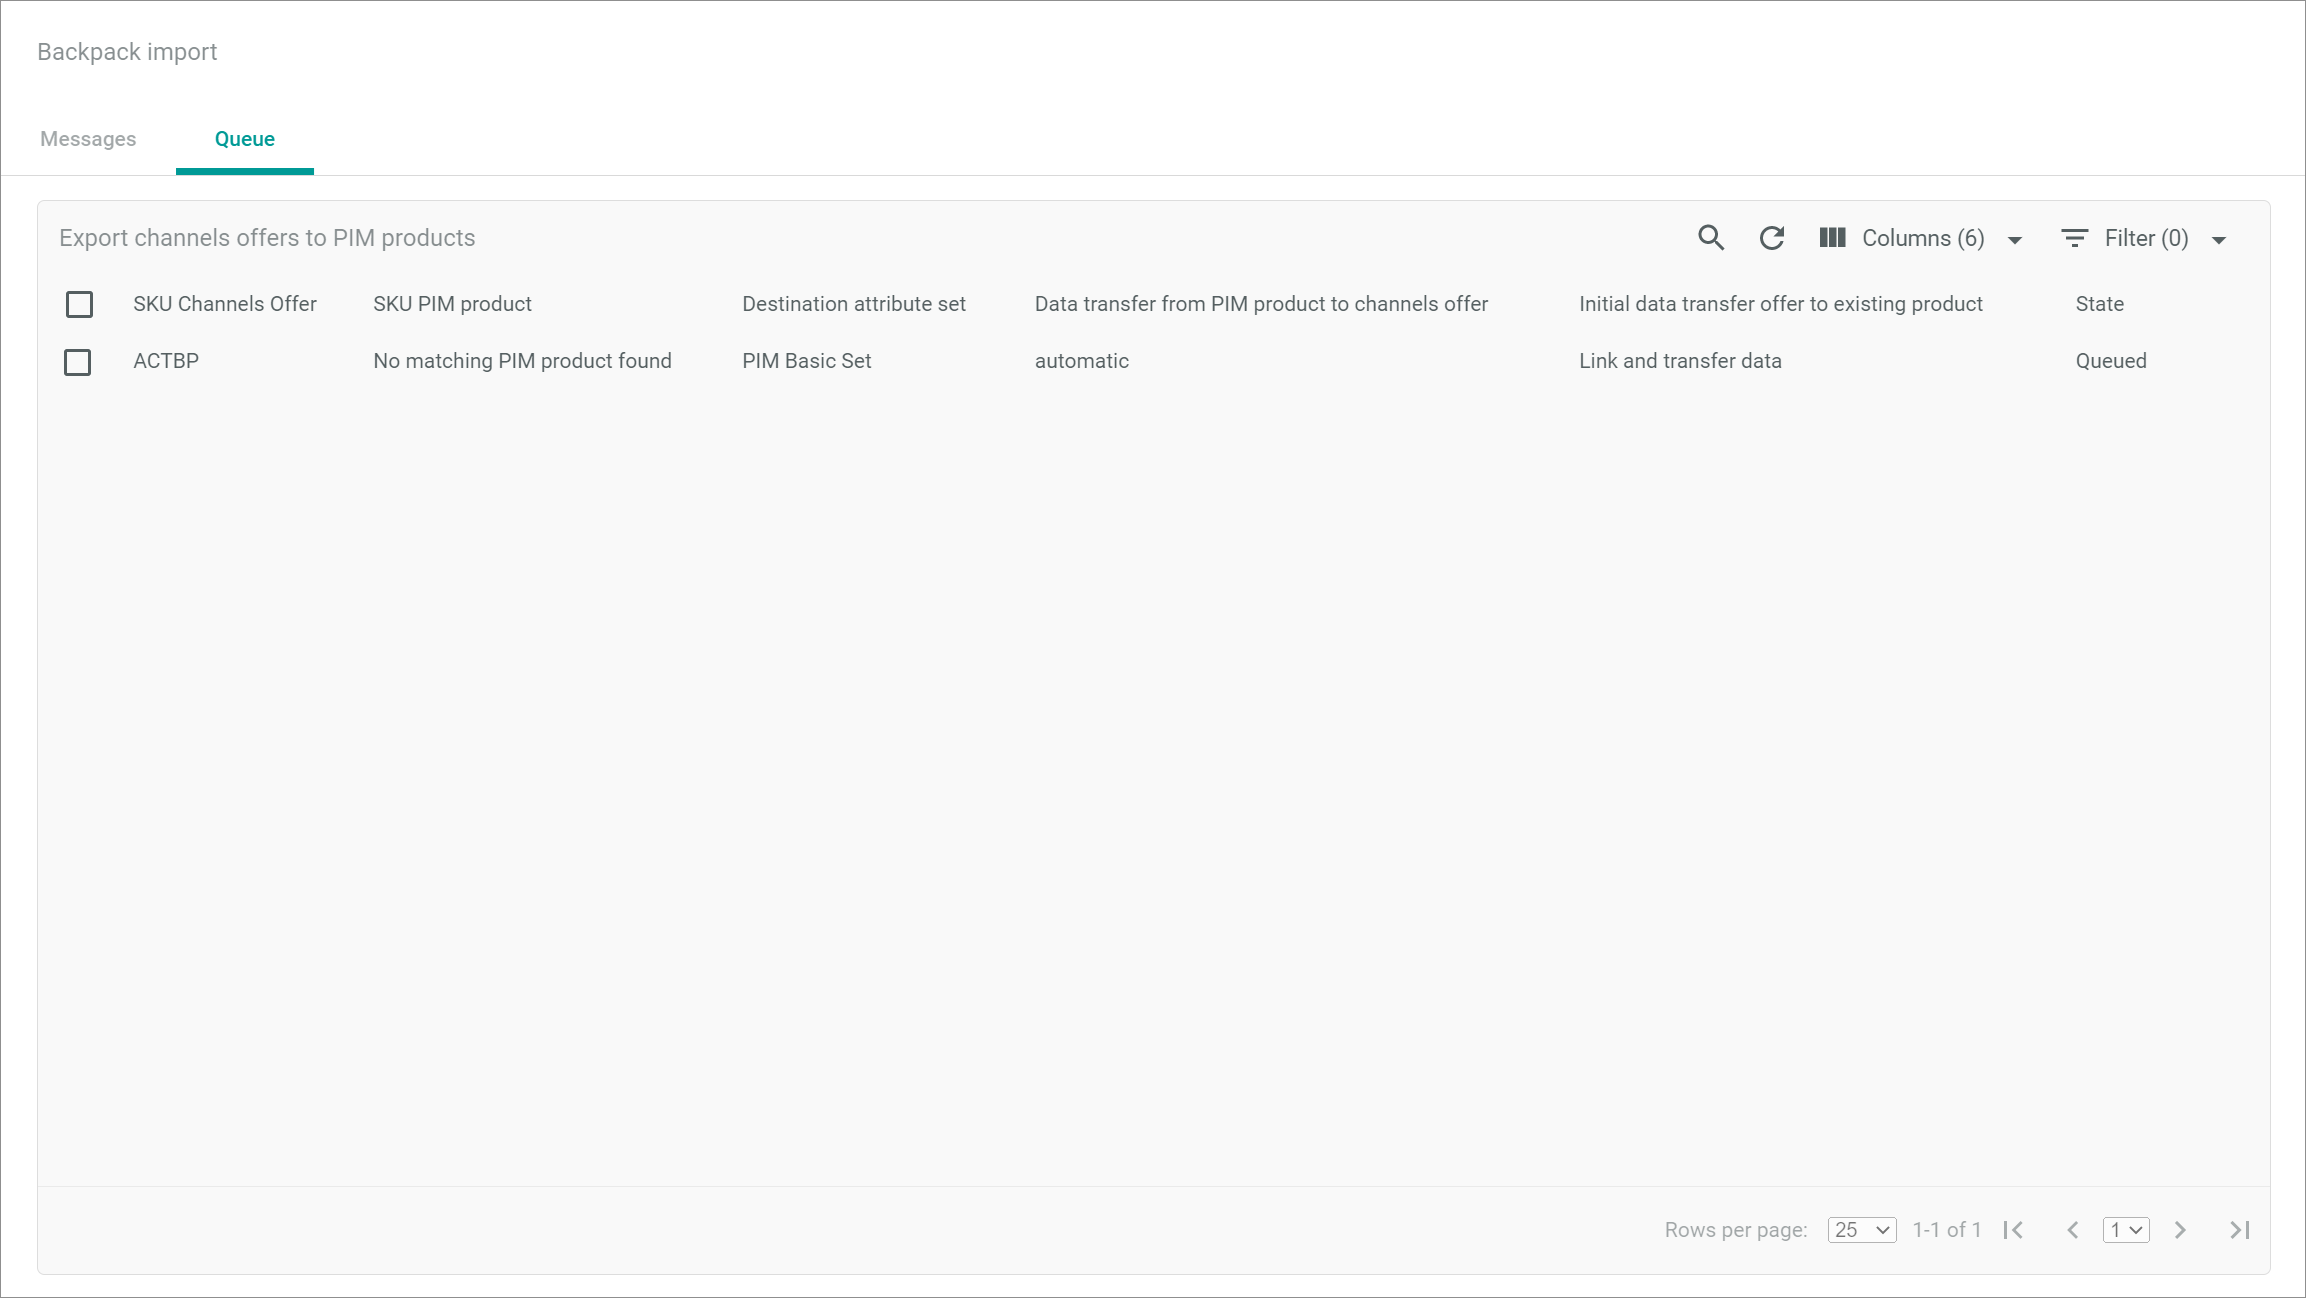 Backpack import
Messages Queue
Export channels offers to PIM products Columns (6) Filter (0)
SKU Channels Offer SKU PIM product Destination attribute set Data transfer from PIM product to channels offer Initial data transfer offer to existing product State
ACTBP No matching PIM product found PIM Basic Set automatic Link and transfer data Queued
Rows per page: 25 1-1 of 1 1